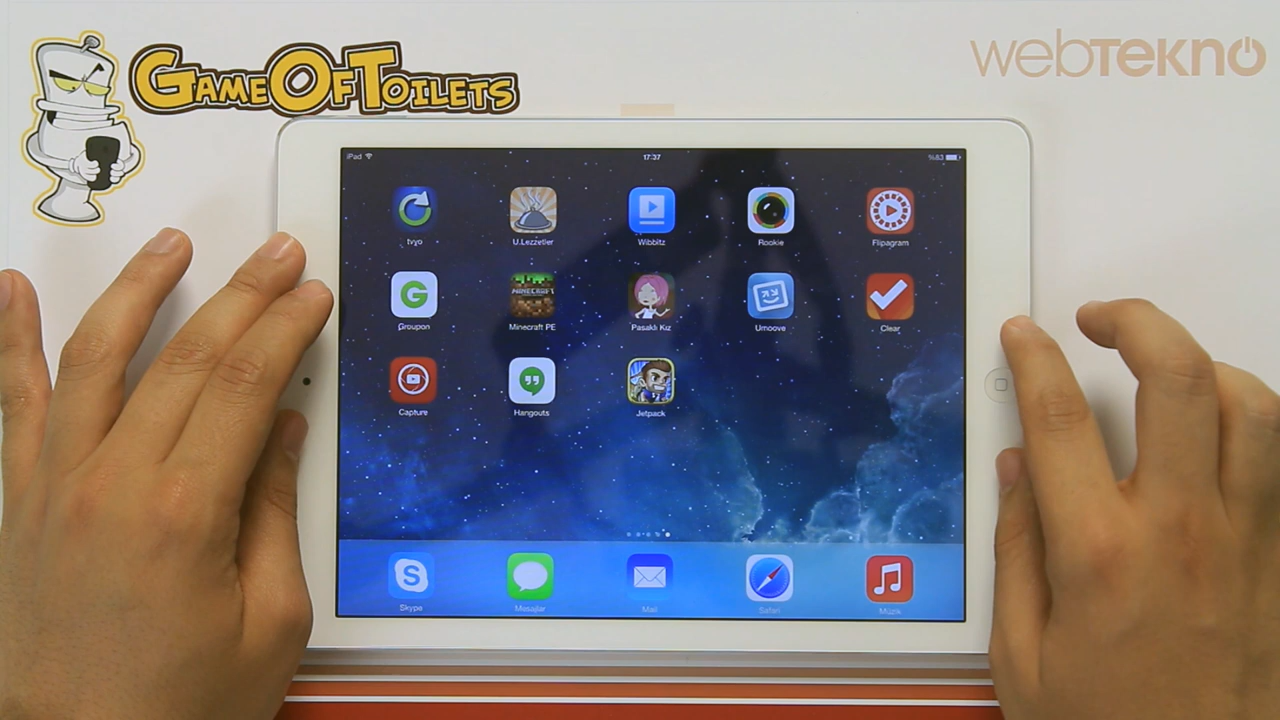 GAMEOFTOILETS
webTEKNO
iPad 17:37 %83
tvyo U.Lezzetler Wibbitz Rookie Flipagram
Groupon Minecraft PE Pasaklı Kız Umoove Clear
MINECRAFT
Capture Hangouts Jetpack
Skype Mesajlar Mail Safari Müzik